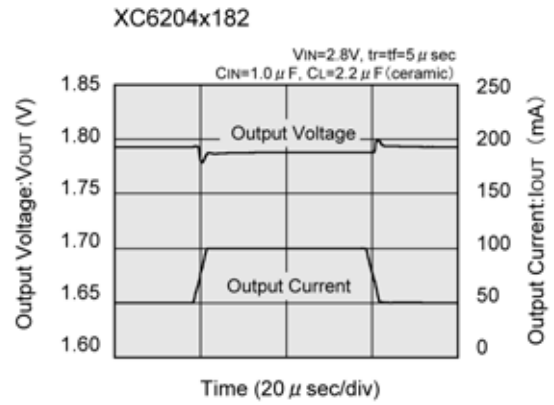 XC6204x182
VIN=2.8V, tr=tf=5 μ sec
CIN=1.0 μ F, CL=2.2 μ F(ceramic)
Output Voltage:VOUT (V)
1.85
1.80
1.75
1.70
1.65
1.60
Output Voltage
Output Current
250
200
150
100
50
0
Output Current:IOUT (mA)
Time (20 μ sec/div)